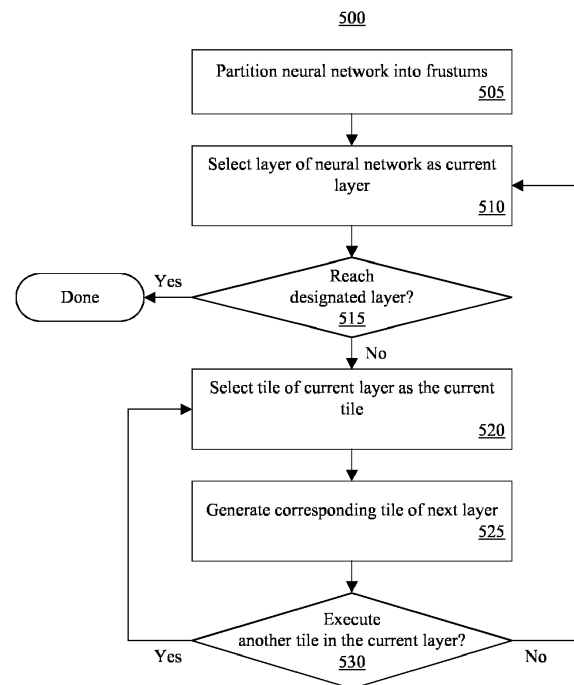 500
Partition neural network into frustums
505
Select layer of neural network as current
layer
510
Reach
designated layer?
515
Yes
Done
No
Select tile of current layer as the current
tile
520
Generate corresponding tile of next layer
525
Execute
another tile in the current layer?
530
Yes
No